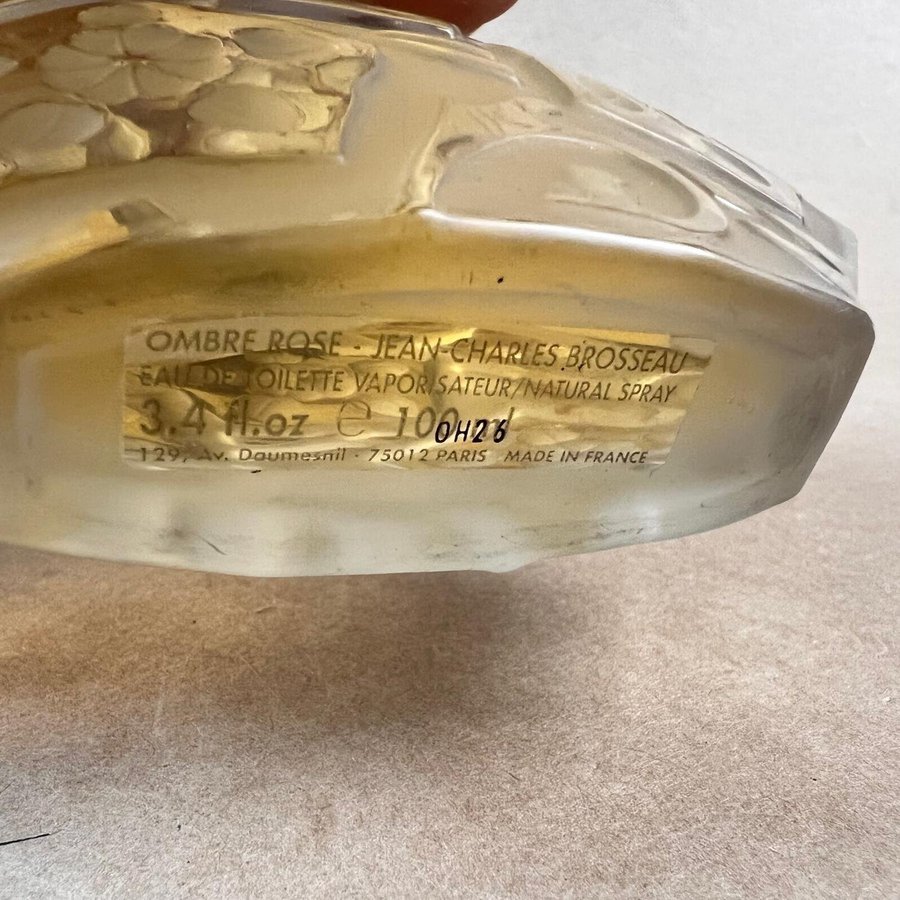 OMBRE ROSE - JEAN-CHARLES BROSSEAU
EAU DE TOILETTE VAPORISATEUR/NATURAL SPRAY
3.4 fl.oz ℮ 100 ml
0H26
129, Av. Daumesnil - 75012 PARIS MADE IN FRANCE